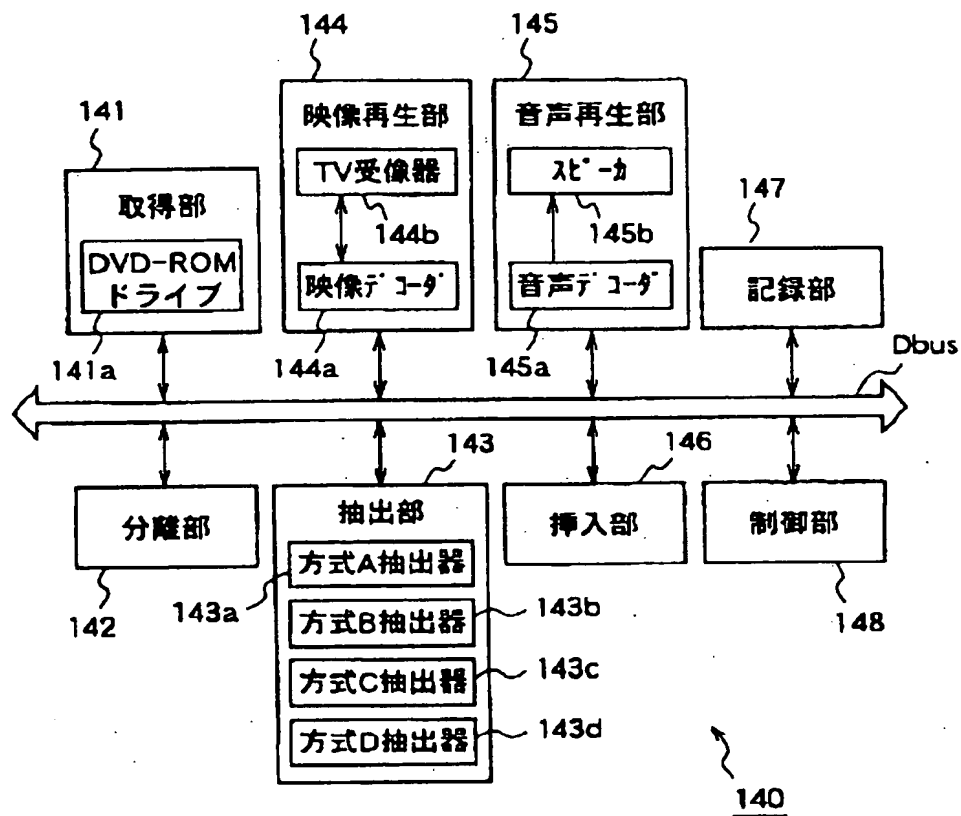 144
145
141
映像再生部
音声再生部
取得部
TV受像器
スピーカ
147
144b
145b
DVD-ROM
ドライブ
映像デコーダ
音声デコーダ
記録部
141a
144a
145a
Dbus
143
146
分離部
抽出部
挿入部
制御部
方式A抽出器
142
143a
方式B抽出器
143b
148
方式C抽出器
143c
方式D抽出器
143d
140